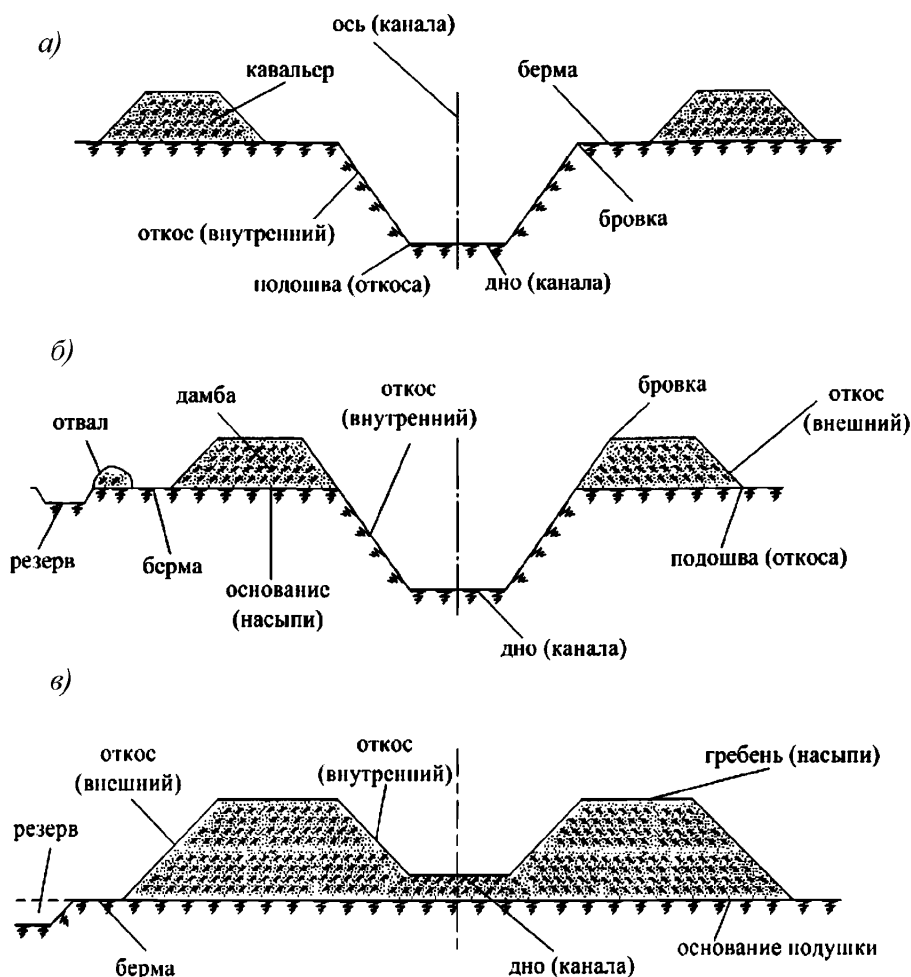 а)
ось (канала)
кавальер
берма
откос (внутренний)
бровка
подошва (откоса)
дно (канала)
б)
дамба
откос
(внутренний)
бровка
откос
(внешний)
отвал
резерв
берма
основание
(насыпи)
подошва (откоса)
дно (канала)
в)
откос
(внешний)
откос
(внутренний)
гребень (насыпи)
резерв
берма
дно (канала)
основание подушки